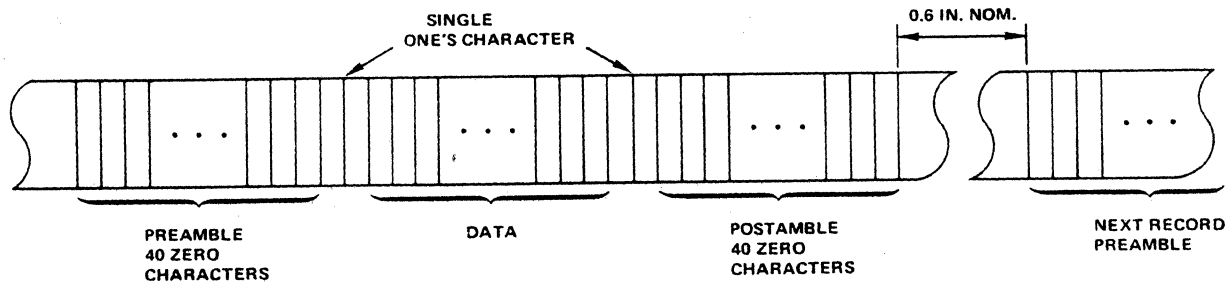 SINGLE
ONE'S CHARACTER
0.6 IN. NOM.
PREAMBLE
40 ZERO
CHARACTERS
DATA
POSTAMBLE
40 ZERO
CHARACTERS
NEXT RECORD
PREAMBLE